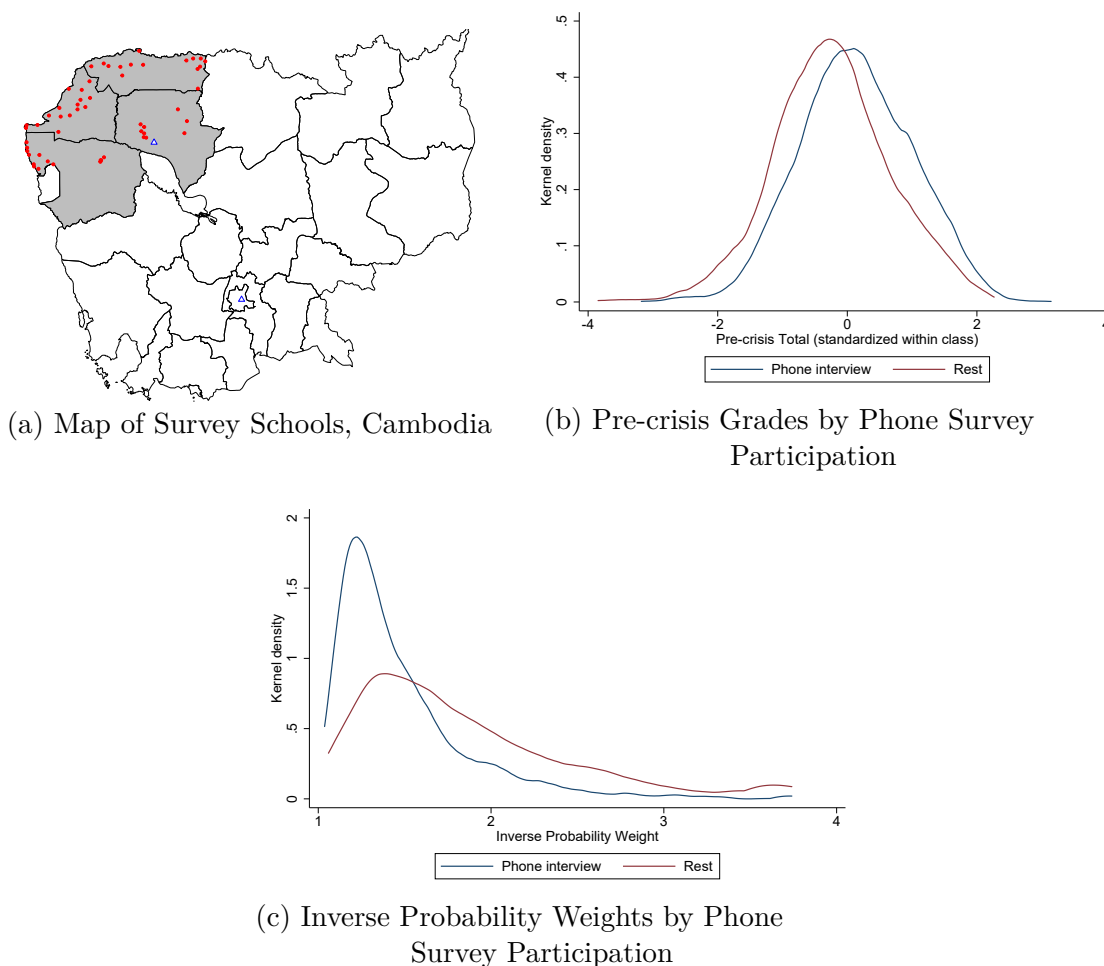 (a) Map of Survey Schools, Cambodia
Kernel density
.5
.4
.3
.2
.1
0
-4
-2
0
2
4
Pre-crisis Total (standardized within class)
Phone interview
Rest
(b) Pre-crisis Grades by Phone Survey
Participation
Kernel density
2
1.5
1
.5
0
1
2
3
4
Inverse Probability Weight
Phone interview
Rest
(c) Inverse Probability Weights by Phone
Survey Participation